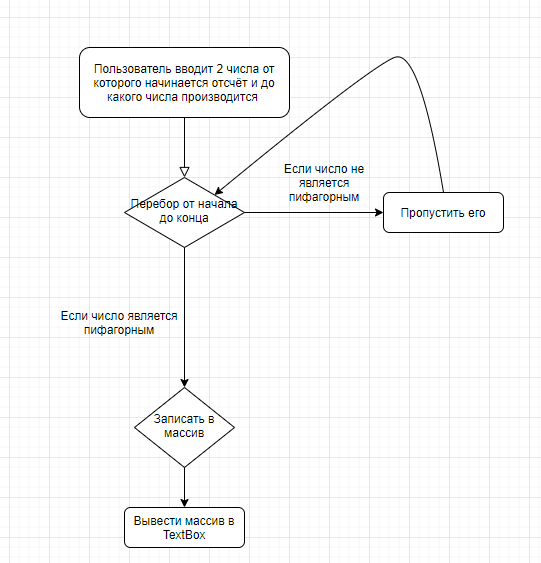 Пользователь вводит 2 числа от
которого начинается отсчёт и до
какого числа производится
Если число не
является
пифагорным
Перебор от начала
до конца
Пропустить его
Если число является
пифагорным
Записать в
массив
Вывести массив в
TextBox